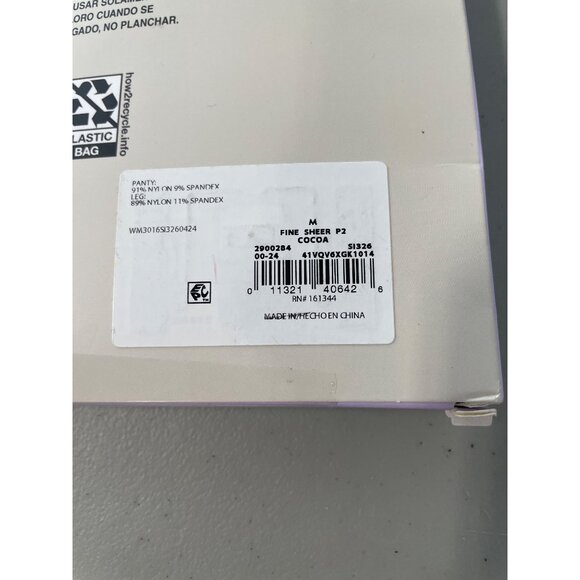 USAR SOLAMEN
LORO CUANDO SE
GADO, NO PLANCHAR.
how2recycle.info
LASTIC
BAG
PANTY:
91% NYLON 9% SPANDEX
LEG:
89% NYLON 11% SPANDEX
WM3016SI3260424
M
FINE SHEER P2
COCOA
2900284 SI326
00-24 41VQV6XGK1014
0 11321 40642 6
RN# 161344
MADE IN/HECHO EN CHINA